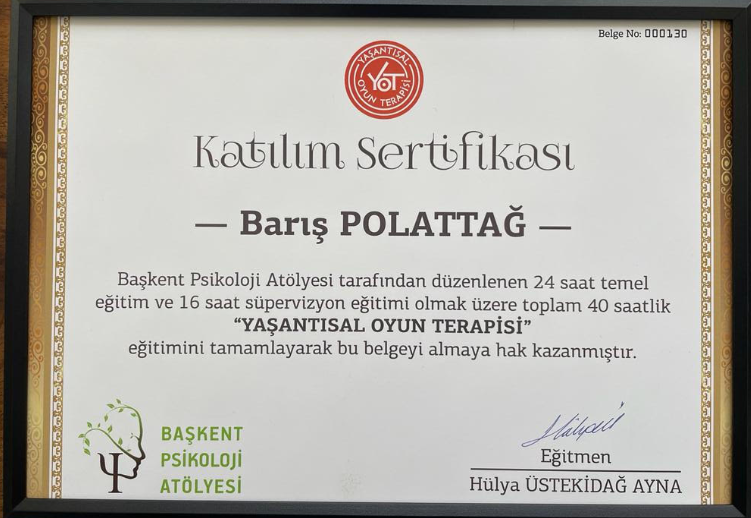 Belge No: 000130
YAŞANTISAL
YOT
OYUN TERAPİSİ
Katılım Sertifikası
— Barış POLATTAĞ —
Başkent Psikoloji Atölyesi tarafından düzenlenen 24 saat temel
eğitim ve 16 saat süpervizyon eğitimi olmak üzere toplam 40 saatlik
“YAŞANTISAL OYUN TERAPİSİ”
eğitimini tamamlayarak bu belgeyi almaya hak kazanmıştır.
BAŞKENT
PSİKOLOJİ
ATÖLYESİ
Eğitmen
Hülya ÜSTEKİDAĞ AYNA